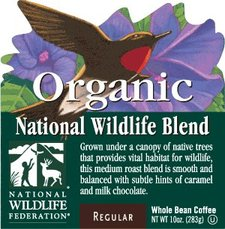 Organic
National Wildlife Blend
Grown under a canopy of native trees
that provides vital habitat for wildlife,
this medium roast blend is smooth and
balanced with subtle hints of caramel
and milk chocolate.
NATIONAL
WILDLIFE
FEDERATION®
REGULAR
Whole Bean Coffee
NT WT 10oz. (283g)